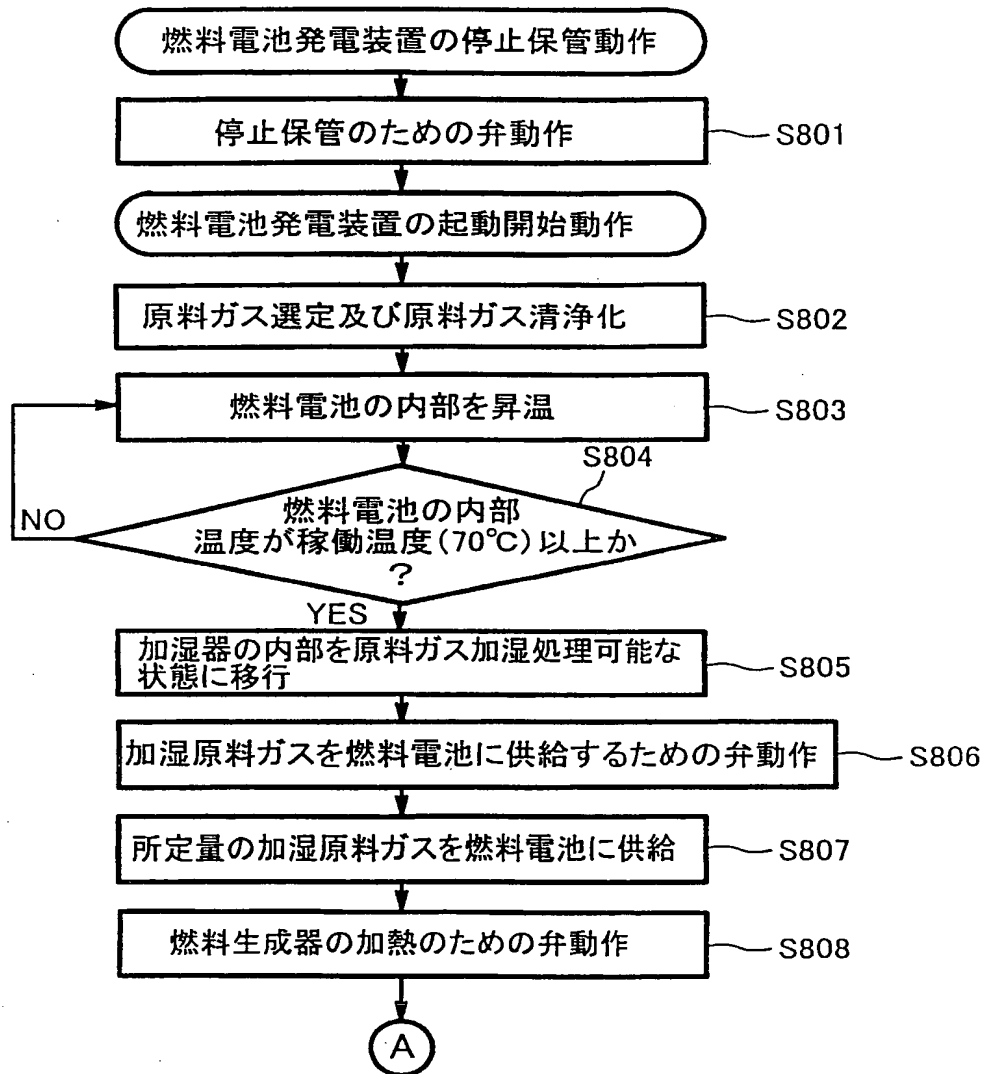 燃料電池発電装置の停止保管動作
停止保管のための弁動作
S801
燃料電池発電装置の起動開始動作
原料ガス選定及び原料ガス清浄化
S802
燃料電池の内部を昇温
S803
S804
燃料電池の内部
温度が稼働温度(70℃)以上か
?
NO
YES
加湿器の内部を原料ガス加湿処理可能な
状態に移行
S805
加湿原料ガスを燃料電池に供給するための弁動作
S806
所定量の加湿原料ガスを燃料電池に供給
S807
燃料生成器の加熱のための弁動作
S808
A